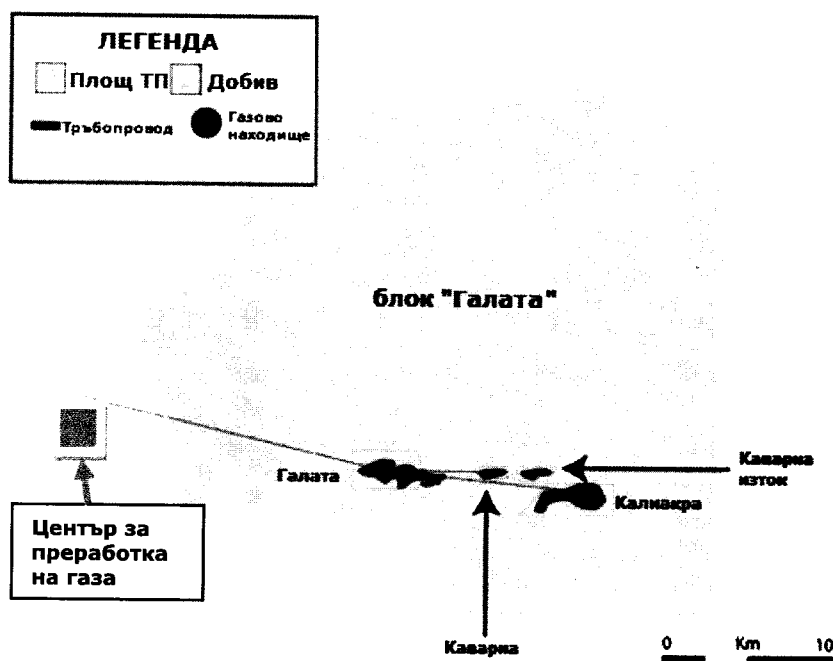 ЛЕГЕНДА
Площ ТП Добив
Тръбопровод Газово
находище
блок "Галата"
Галата
Каварна
изток
Калиакра
Център за
преработка
на газа
Каварна
0 Km 10